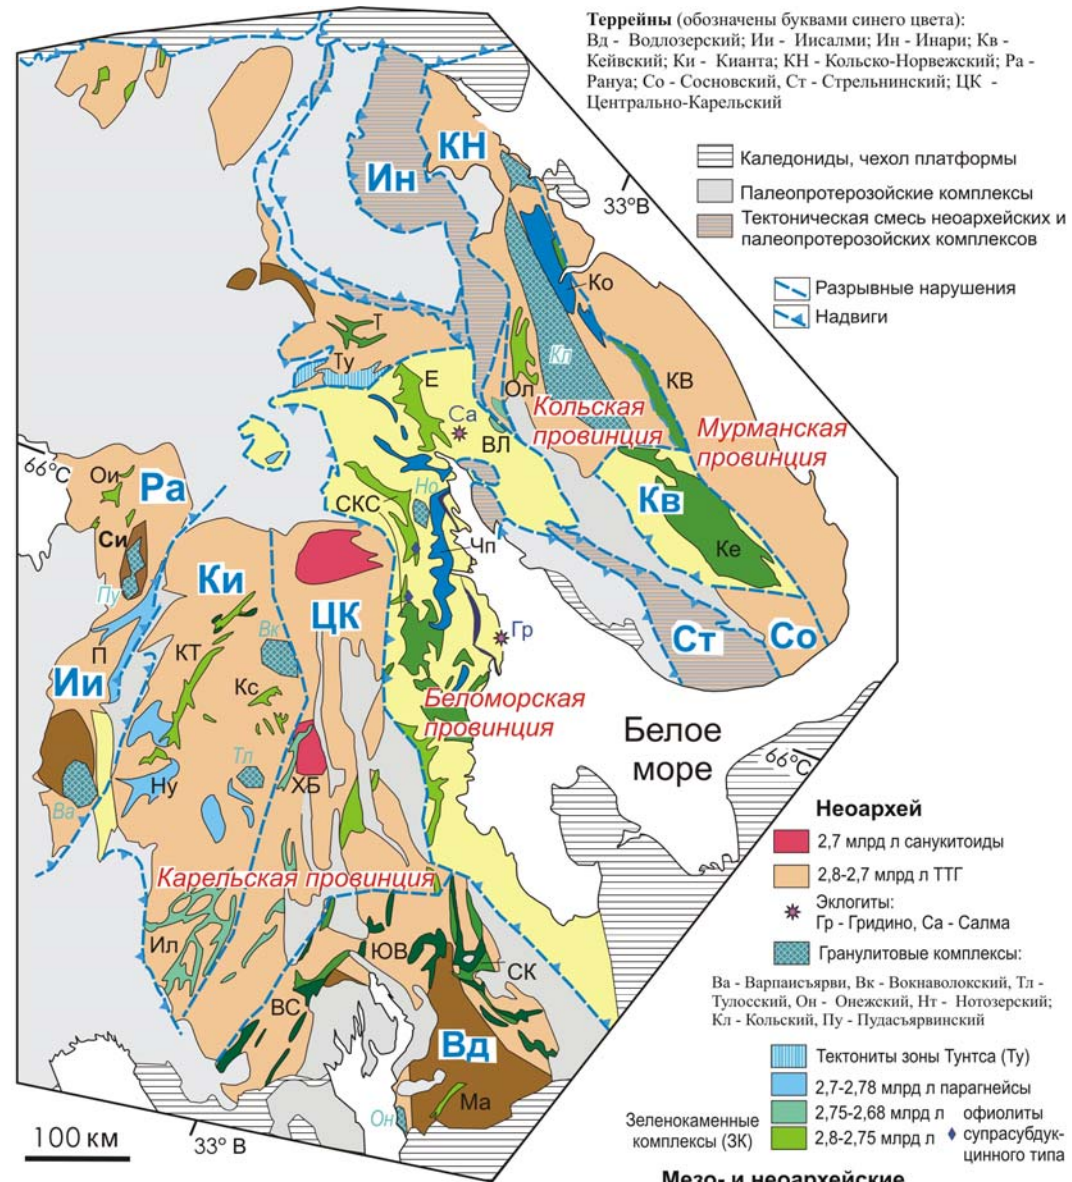 Террейны (обозначены буквами синего цвета):
Вд - Водлозерский; Ии - Иисалми; Ин - Инари; Кв -
Кейвский; Ки - Кианта; КН - Кольско-Норвежский; Ра -
Рануа; Со - Сосновский, Ст - Стрельнинский; ЦК -
Центрально-Карельский
Каледониды, чехол платформы
Палеопротерозойские комплексы
Тектоническая смесь неоархейских и
палеопротерозойских комплексов
Разрывные нарушения
Надвиги
КН
Ин
33°В
Ко
Т
Кл
Ту
Е
Ол
КВ
Са
Кольская
провинция
ВЛ
Мурманская
провинция
66°С
Ои
Ра
СКС
Но
Кв
Си
Чп
Ке
Пу
Ки
ЦК
Гр
Ст
Со
Вк
П
КТ
Ии
Кс
Беломорская
провинция
Белое
море
66°С
Тл
ХБ
Ну
Ва
Неоархей
2,7 млрд л санукитоиды
Карельская провинция
2,8-2,7 млрд л ТТГ
Эклогиты:
Гр - Гридино, Са - Салма
Ил
ЮВ
СК
Гранулитовые комплексы:
ВС
Ва - Варпаисъярви, Вк - Вокнаволокский, Тл -
Тулосский, Он - Онежский, Нт - Нотозерский;
Кл - Кольский, Пу - Пудасъярвинский
Вд
Тектониты зоны Тунтса (Ту)
2,7-2,78 млрд л парагнейсы
Ма
Он
Зеленокаменные
комплексы (ЗК)
2,75-2,68 млрд л
2,8-2,75 млрд л
офиолиты
супрасубдук-
цинного типа
100 км
33° В
Мезо- и неоархейские